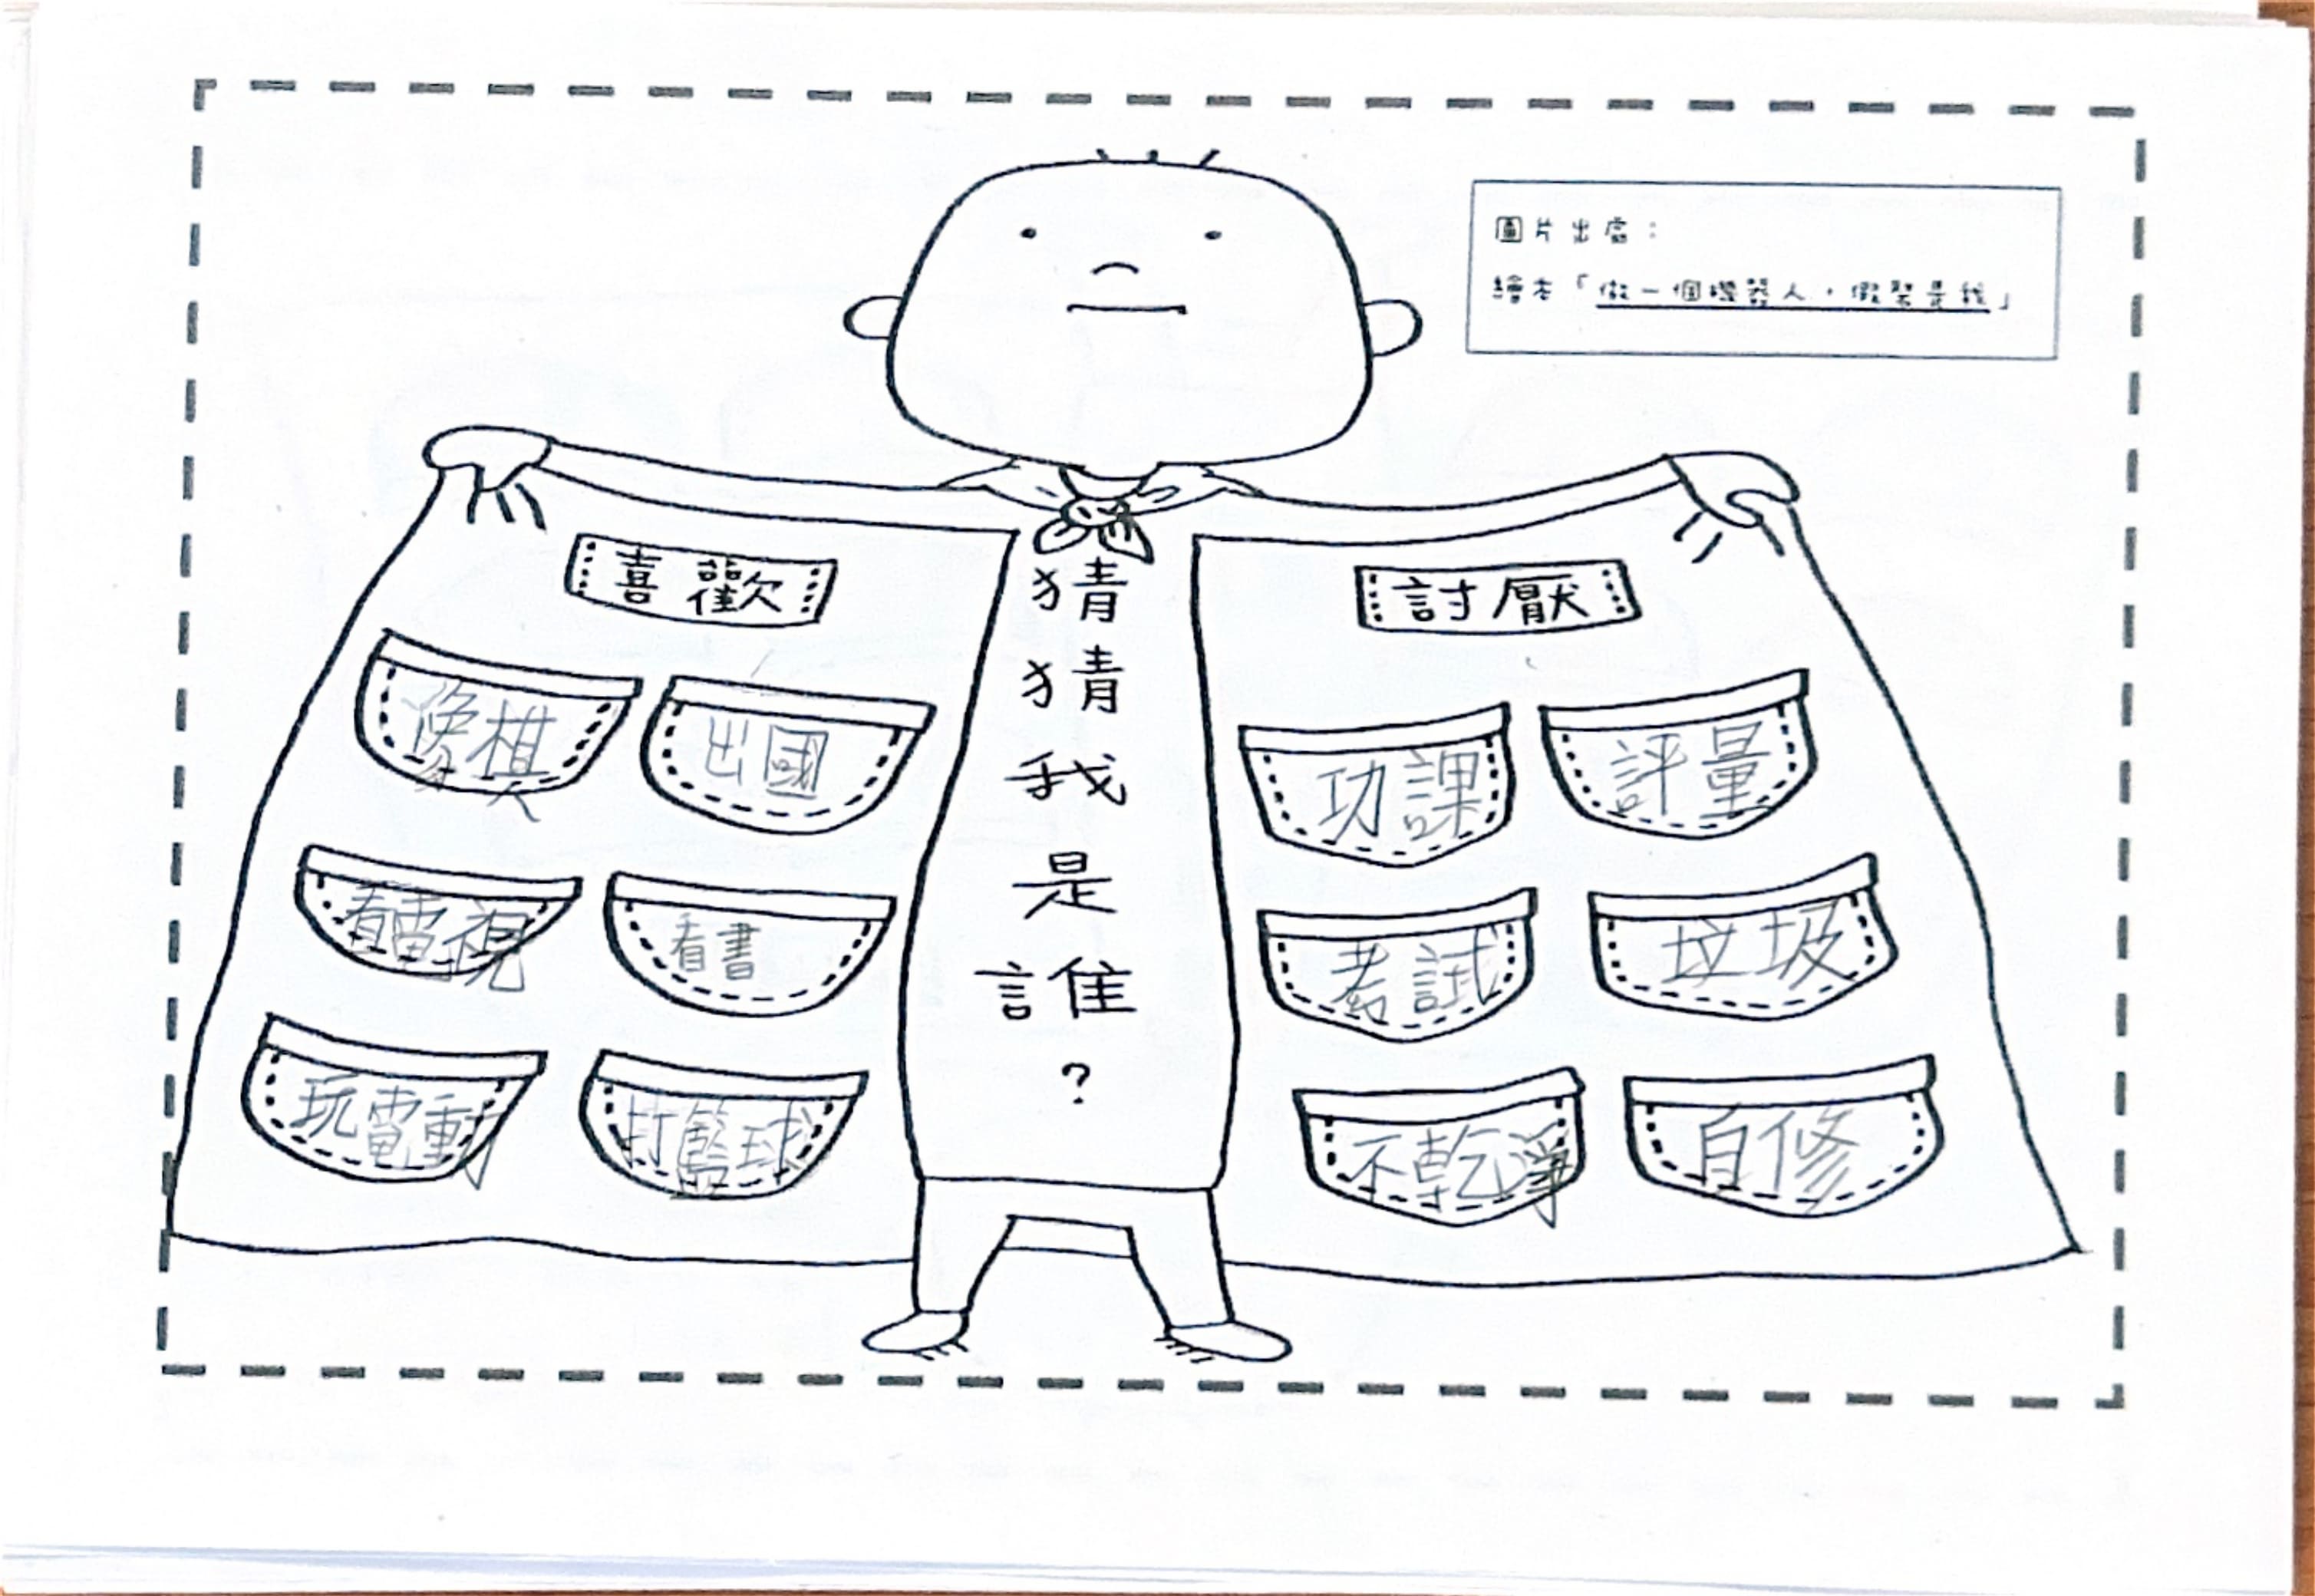 圖片出處：
繪本「做一個機器人，假裝是我」
猜猜我是誰？
喜歡
像棋
出國
看電視
看書
玩電動
打籃球
討厭
功課
評量
考試
垃圾
不乾淨
自修